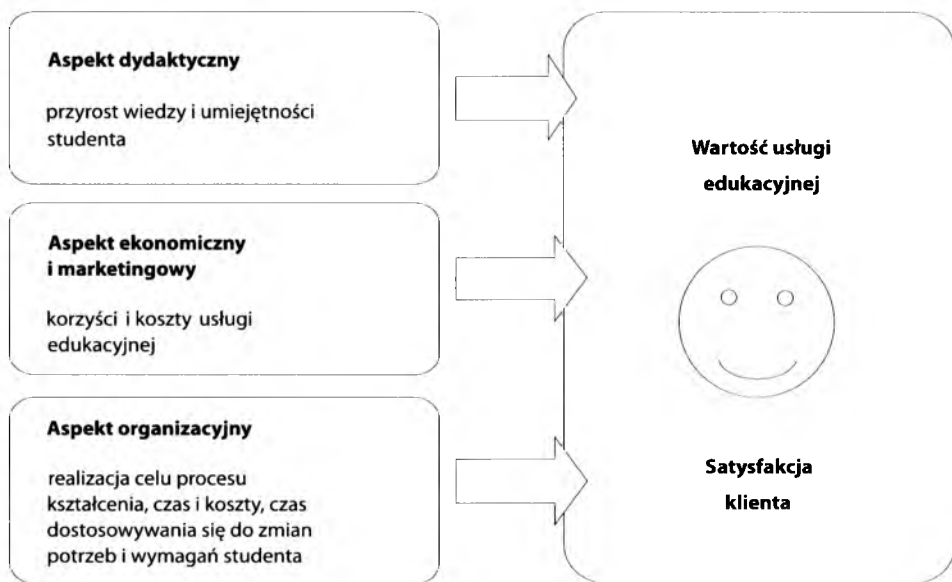 Aspekt dydaktyczny
przyrost wiedzy i umiejętności
studenta
Aspekt ekonomiczny
i marketingowy
korzyści i koszty usługi
edukacyjnej
Aspekt organizacyjny
realizacja celu procesu
kształcenia, czas i koszty, czas
dostosowywania się do zmian
potrzeb i wymagań studenta
Wartość usługi
edukacyjnej
Satysfakcja
klienta